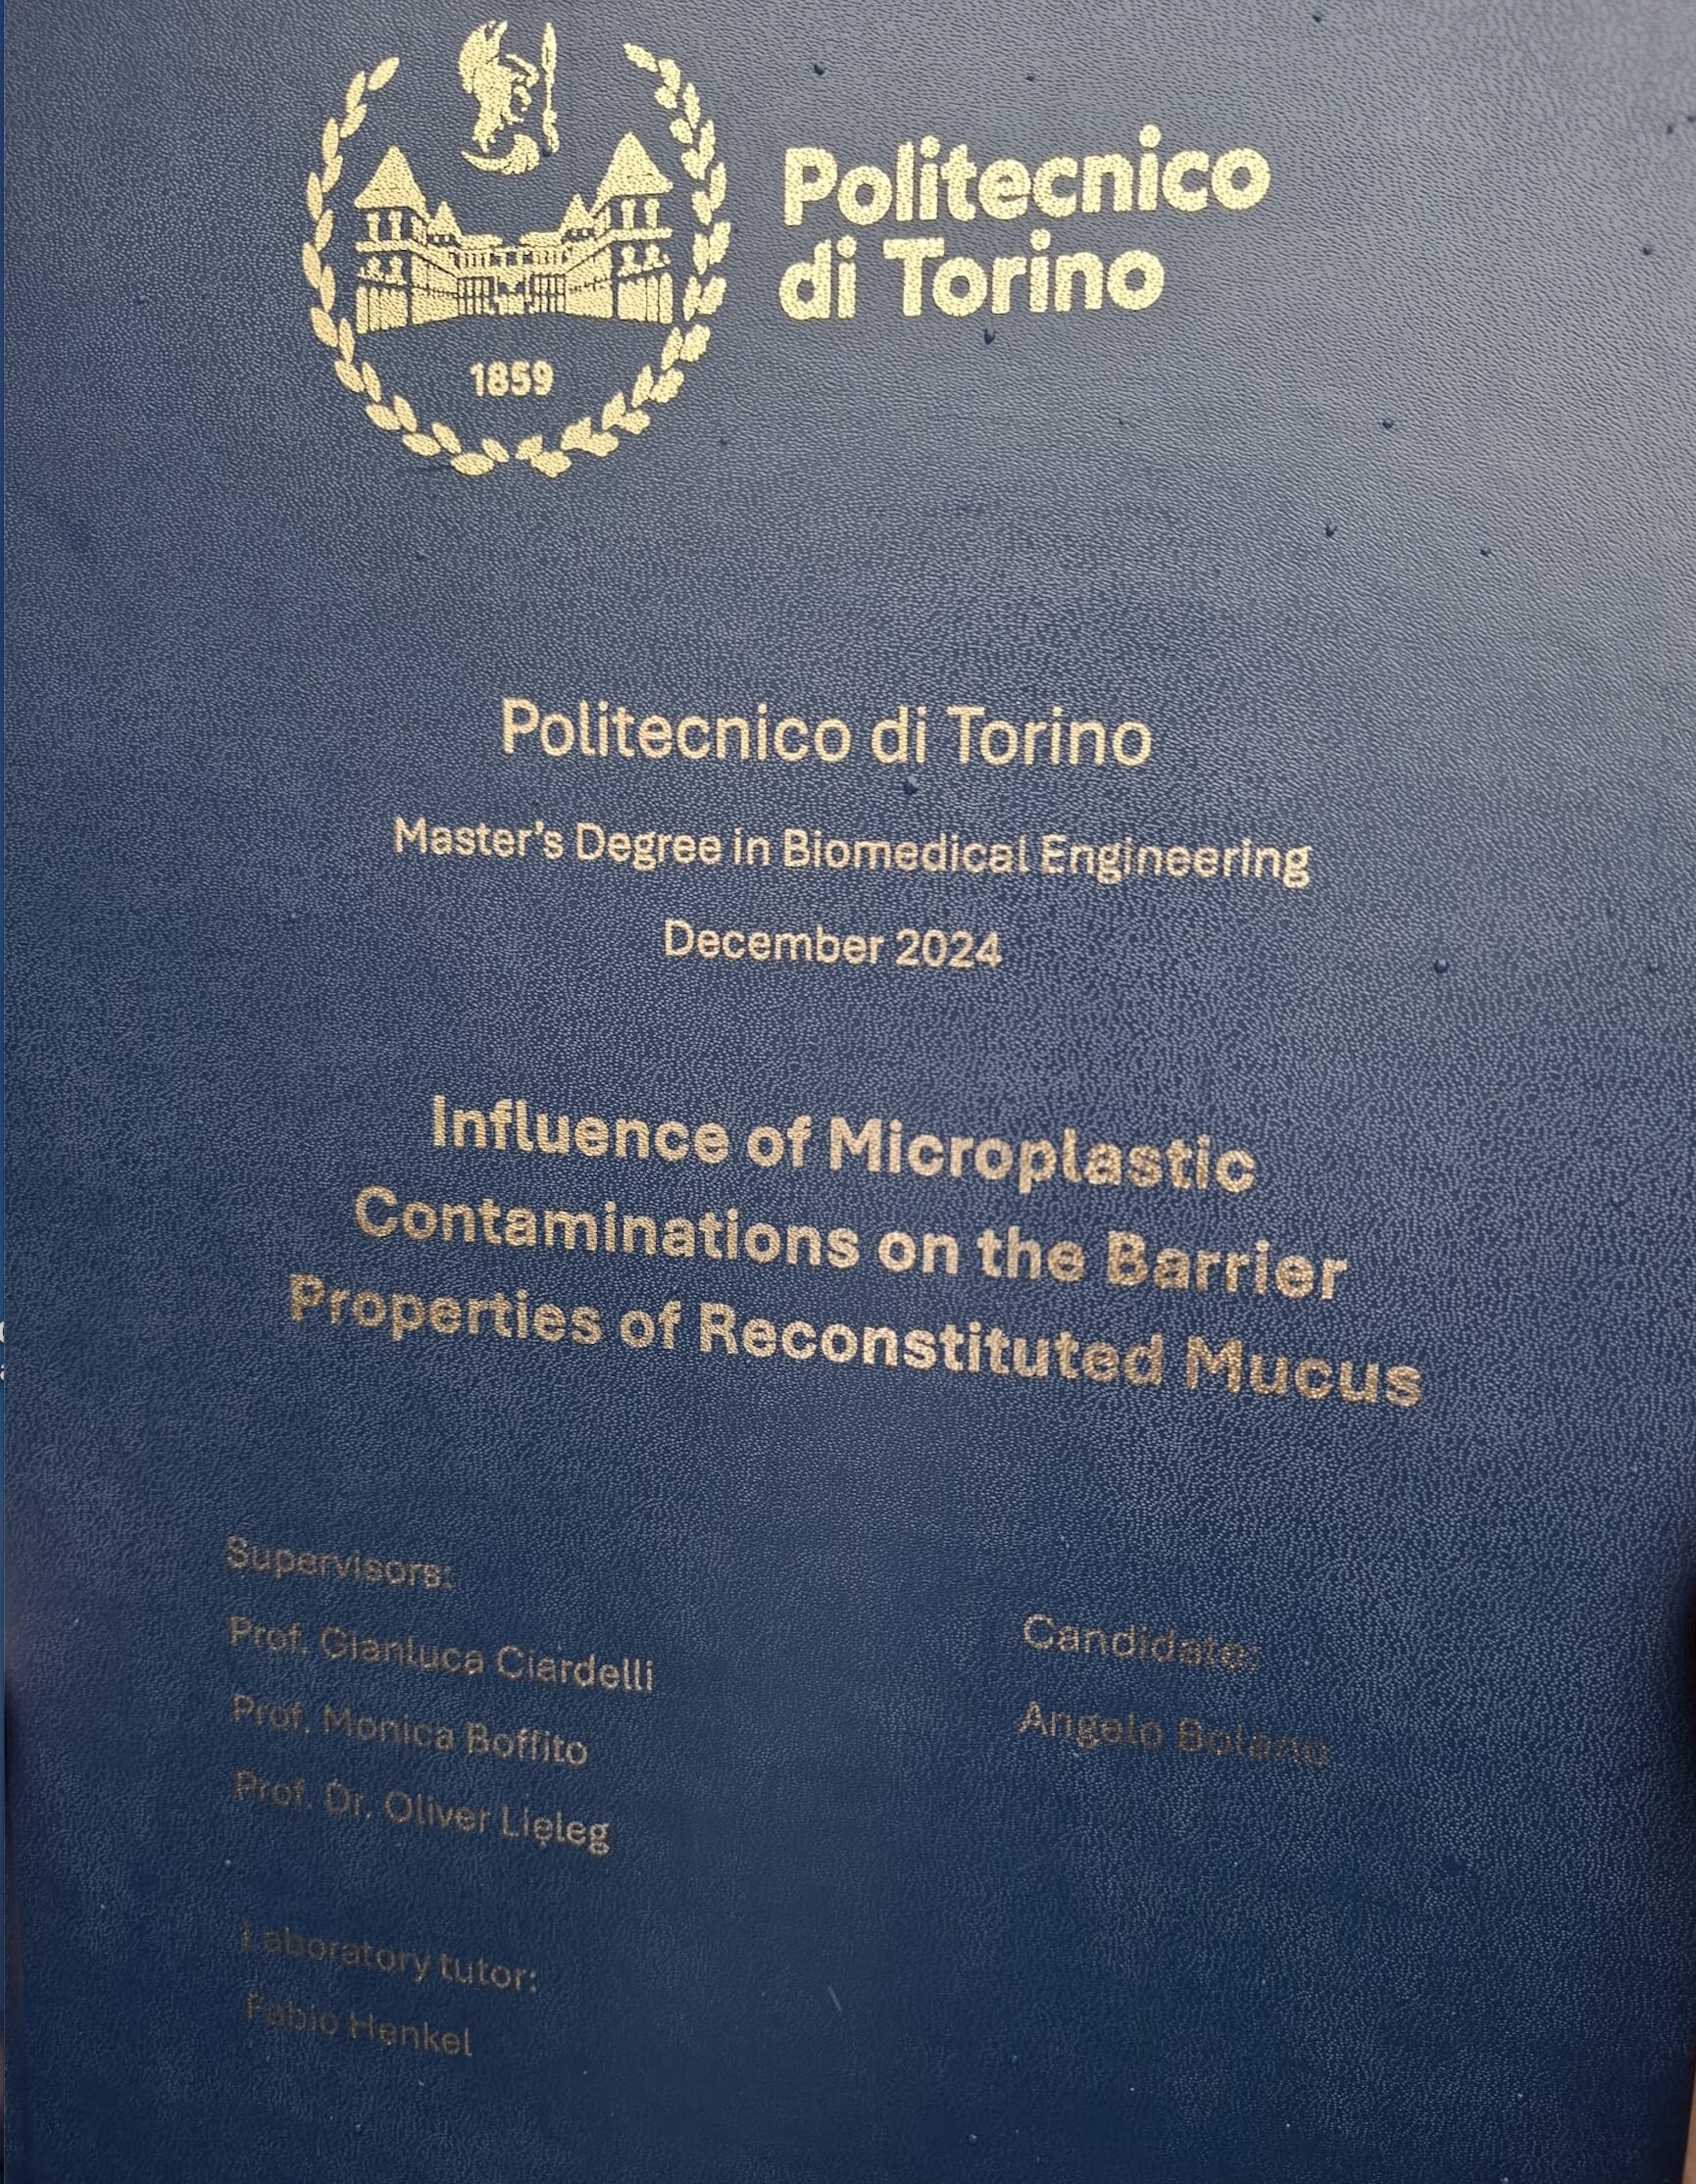 Politecnico
di Torino
1859
Politecnico di Torino
Master's Degree in Biomedical Engineering
December 2024
Influence of Microplastic
Contaminations on the Barrier
Properties of Reconstituted Mucus
Supervisors:
Prof. Gianluca Ciardelli
Prof. Monica Boffito
Prof. Dr. Oliver Lieleg
Candidate:
Angelo Bolano
Laboratory tutor:
Fabio Henkel